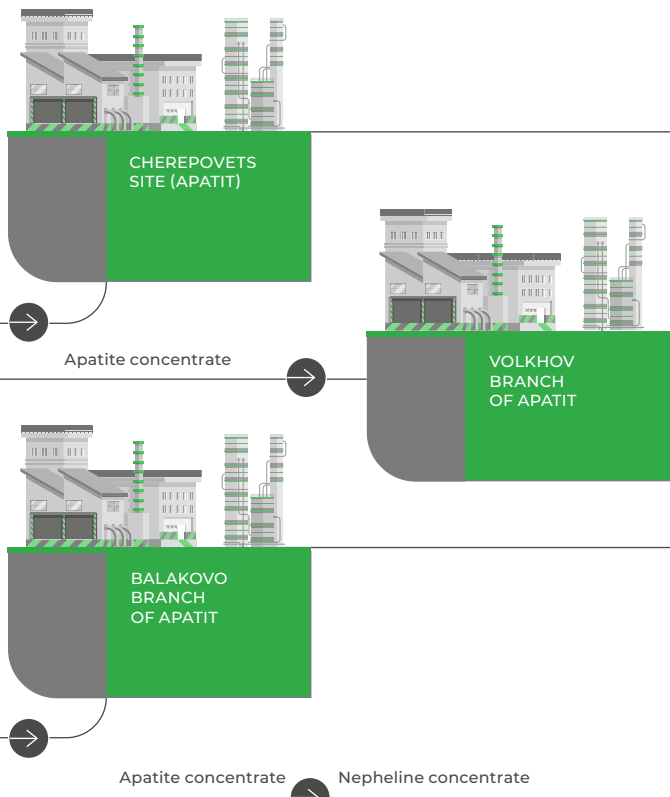 CHEREPOVETS
SITE (APATIT)
Apatite concentrate
VOLKHOV
BRANCH
OF APATIT
BALAKOVO
BRANCH
OF APATIT
Apatite concentrate
Nepheline concentrate